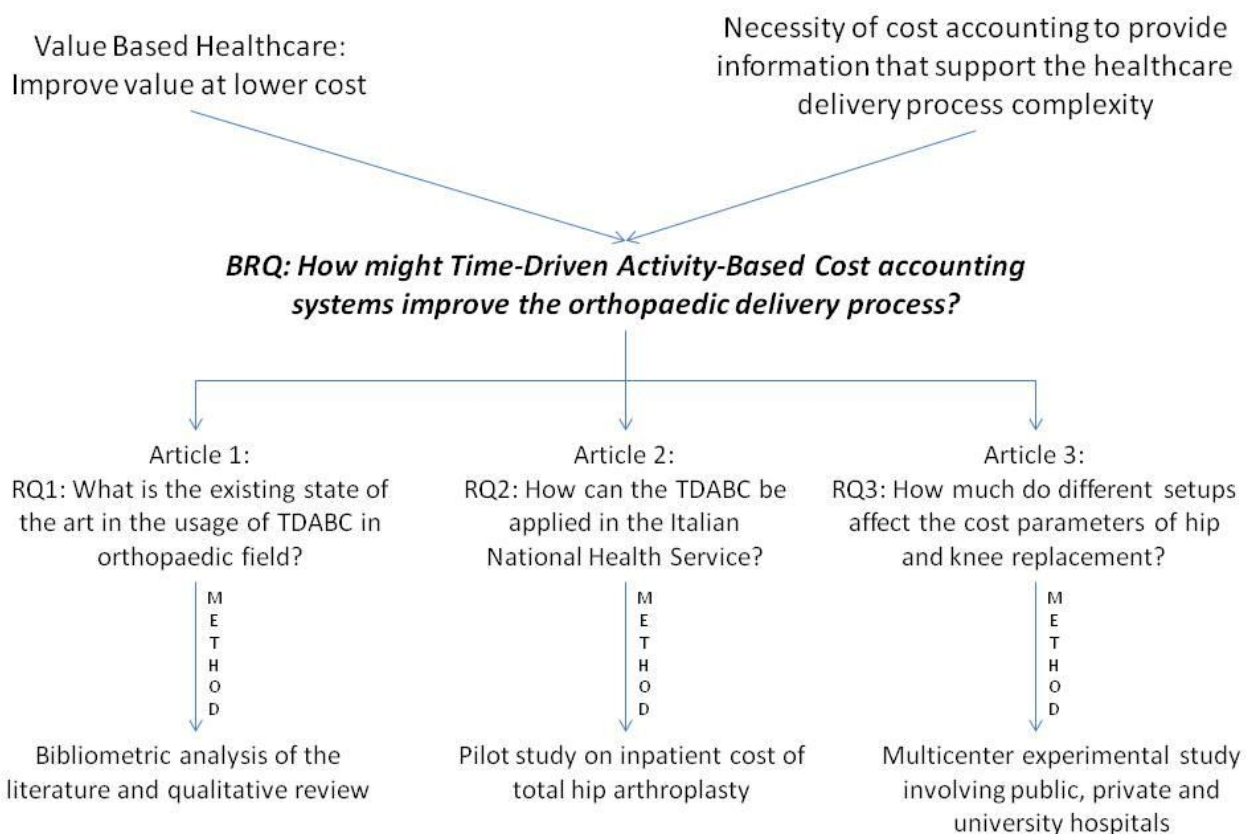 Value Based Healthcare:
Improve value at lower cost
Necessity of cost accounting to provide
information that support the healthcare
delivery process complexity
BRQ: How might Time-Driven Activity-Based Cost accounting
systems improve the orthopaedic delivery process?
Article 1:
RQ1: What is the existing state of
the art in the usage of TDABC in
orthopaedic field?
METHOD
Bibliometric analysis of the
literature and qualitative review
Article 2:
RQ2: How can the TDABC be
applied in the Italian
National Health Service?
METHOD
Pilot study on inpatient cost of
total hip arthroplasty
Article 3:
RQ3: How much do different setups
affect the cost parameters of hip
and knee replacement?
METHOD
Multicenter experimental study
involving public, private and
university hospitals